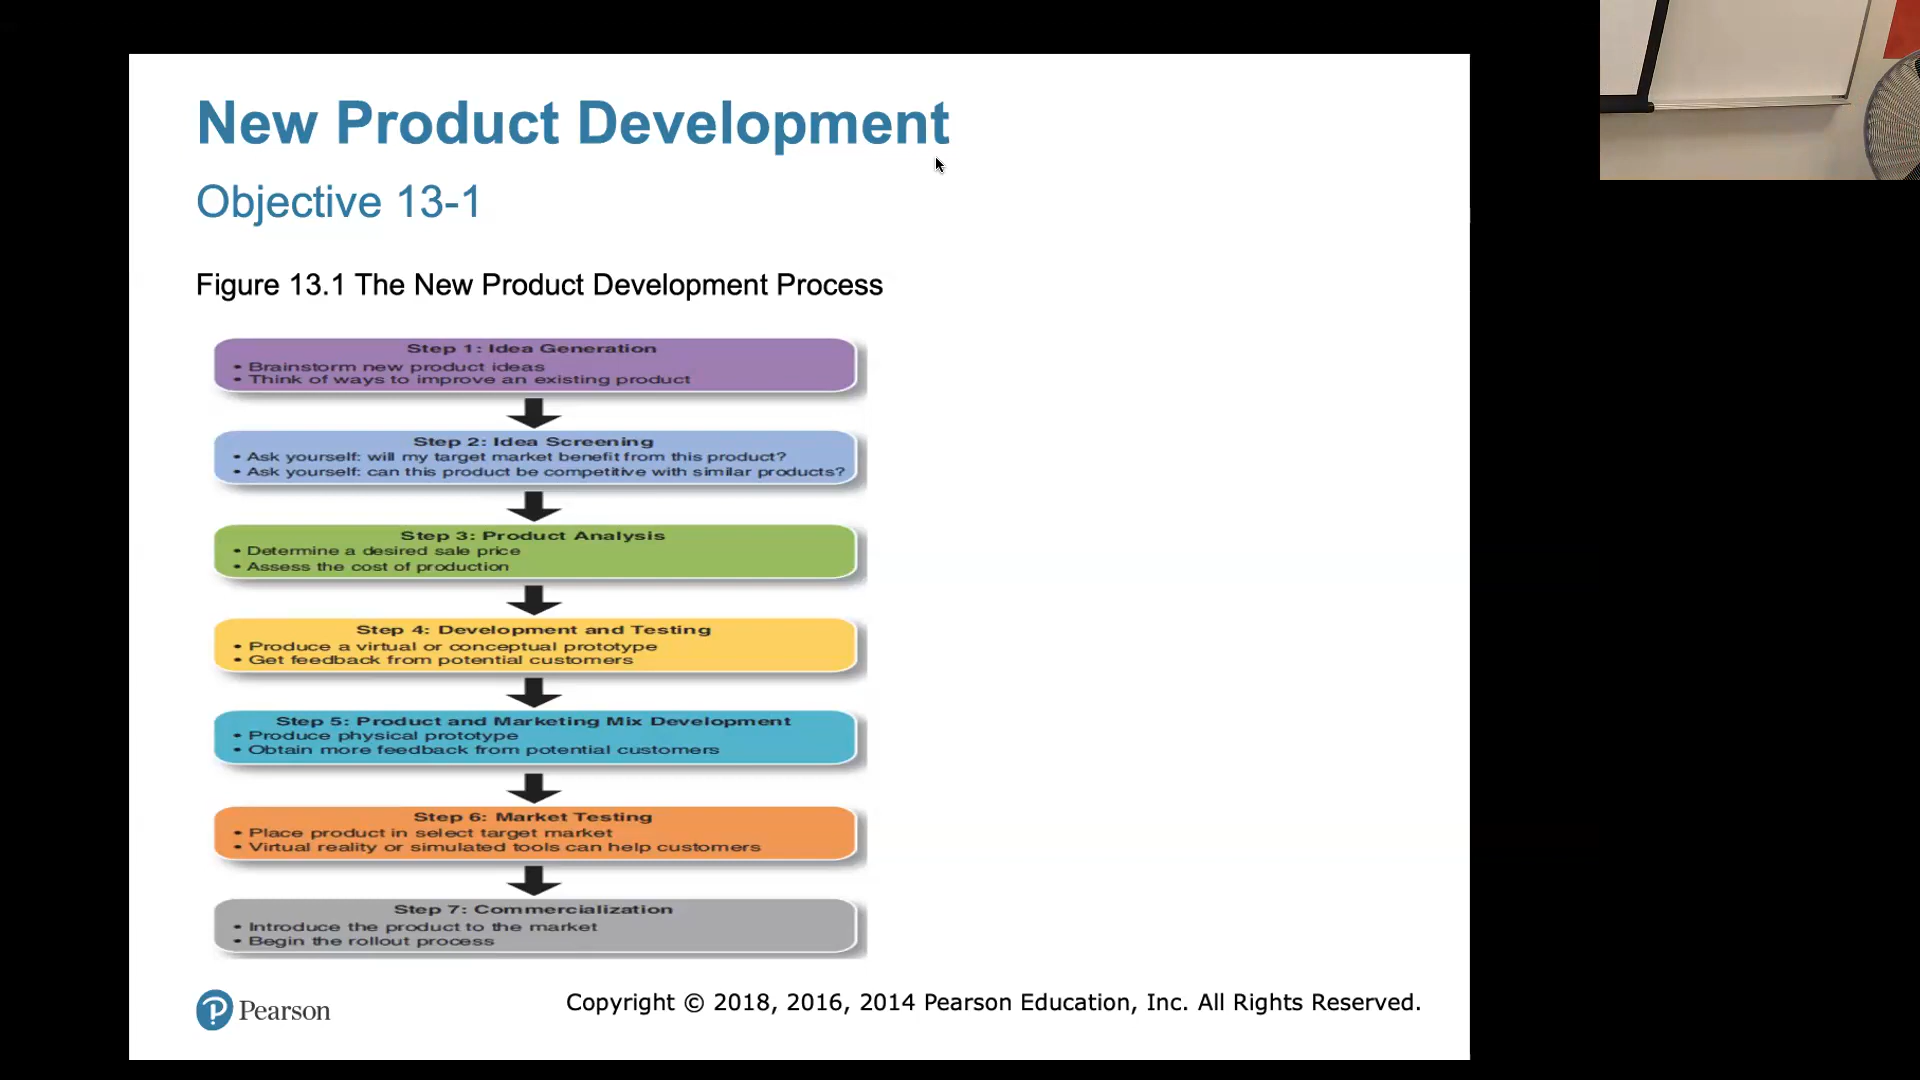 New Product Development
Objective 13-1
Figure 13.1 The New Product Development Process
Step 1: Idea Generation
• Brainstorm new product ideas
• Think of ways to improve an existing product
Step 2: Idea Screening
• Ask yourself: will my target market benefit from this product?
• Ask yourself: can this product be competitive with similar products?
Step 3: Product Analysis
• Determine a desired sale price
• Assess the cost of production
Step 4: Development and Testing
• Produce a virtual or conceptual prototype
• Get feedback from potential customers
Step 5: Product and Marketing Mix Development
• Produce physical prototype
• Obtain more feedback from potential customers
Step 6: Market Testing
• Place product in select target market
• Virtual reality or simulated tools can help customers
Step 7: Commercialization
• Introduce the product to the market
• Begin the rollout process
Pearson
Copyright © 2018, 2016, 2014 Pearson Education, Inc. All Rights Reserved.